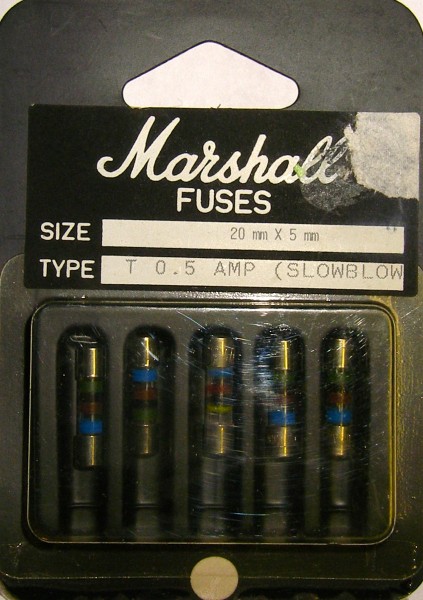 Marshall
FUSES
SIZE 20 mm X 5 mm
TYPE T 0.5 AMP (SLOWBLOW